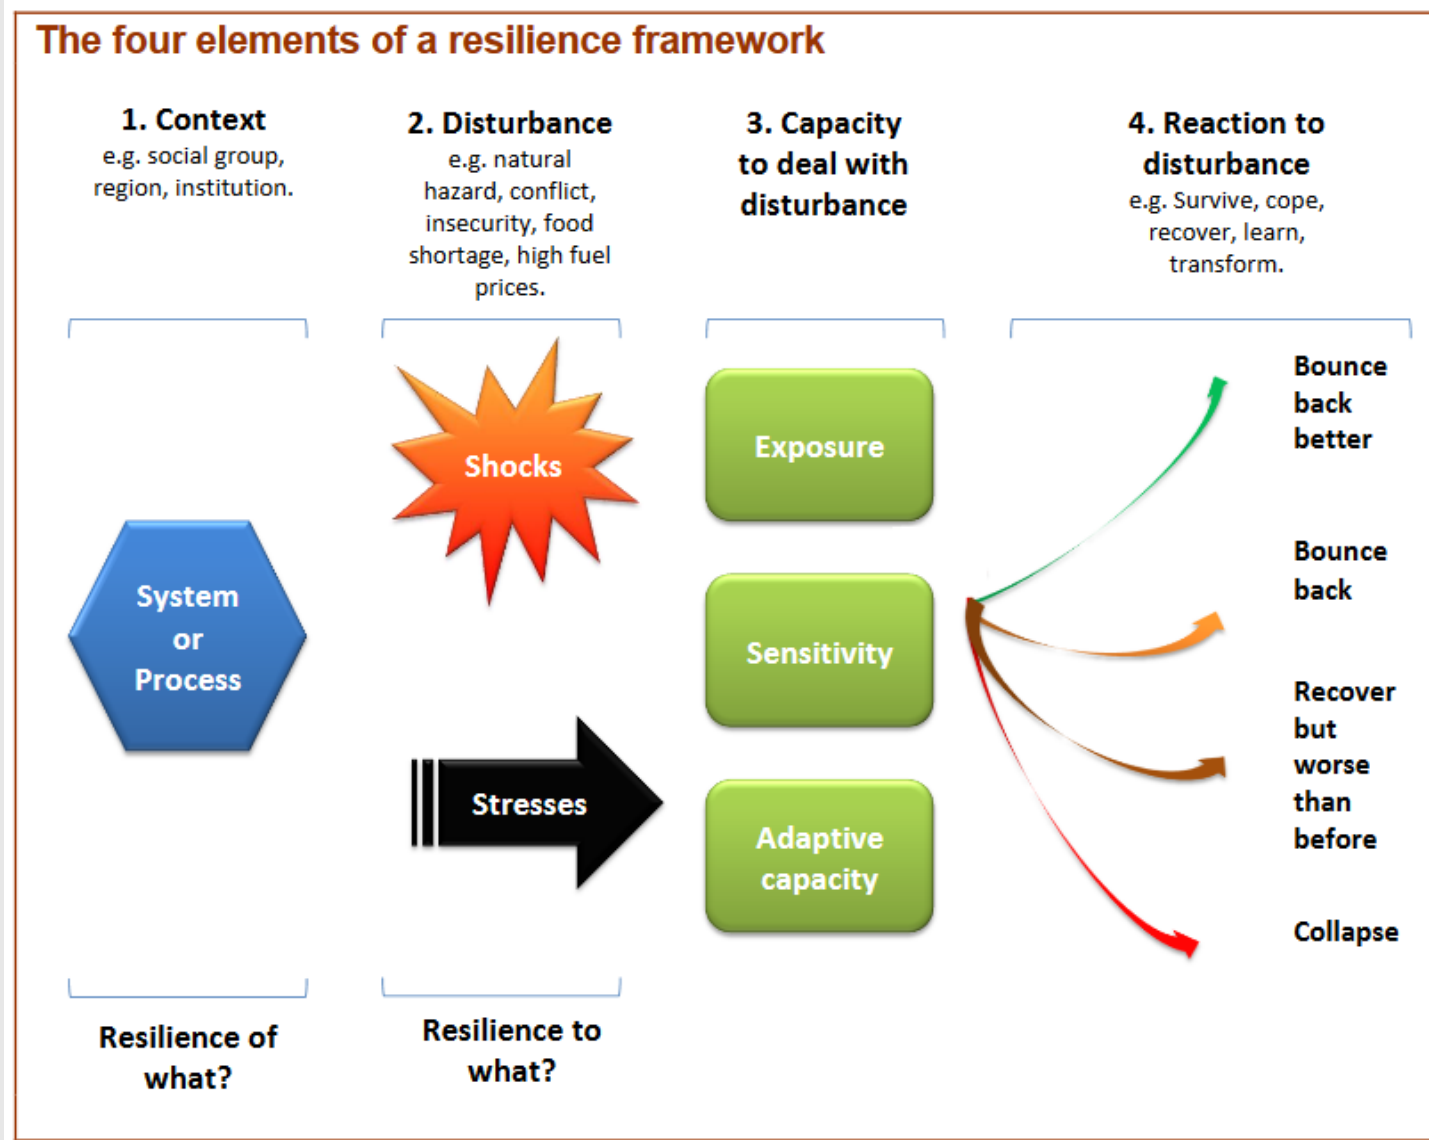 The four elements of a resilience framework
1. Context
e.g. social group,
region, institution.
2. Disturbance
e.g. natural
hazard, conflict,
insecurity, food
shortage, high fuel
prices.
3. Capacity
to deal with
disturbance
4. Reaction to
disturbance
e.g. Survive, cope,
recover, learn,
transform.
System
or
Process
Shocks
Stresses
Exposure
Sensitivity
Adaptive
capacity
Bounce
back
better
Bounce
back
Recover
but
worse
than
before
Collapse
Resilience of
what?
Resilience to
what?